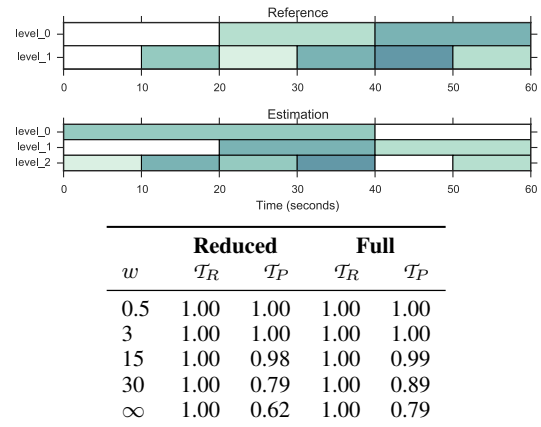 Reference
level_0
level_1
0 10 20 30 40 50 60
Estimation
level_0
level_1
level_2
0 10 20 30 40 50 60
Time (seconds)
Reduced Full
w 𝒯R 𝒯P 𝒯R 𝒯P
0.5 1.00 1.00 1.00 1.00
3 1.00 1.00 1.00 1.00
15 1.00 0.98 1.00 0.99
30 1.00 0.79 1.00 0.89
∞ 1.00 0.62 1.00 0.79